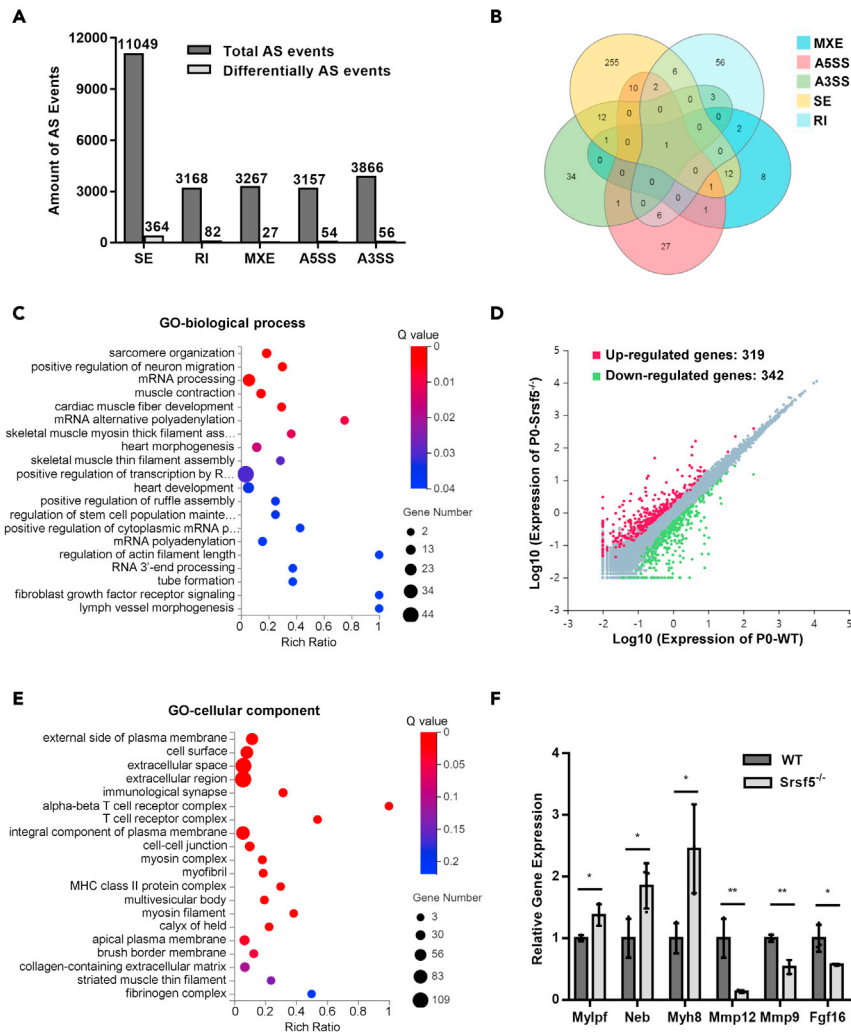 A
12000
9000
6000
3000
0
Amount of AS Events
11049
364
3168
82
3267
27
3157
54
3866
56
Total AS events
Differentially AS events
SE RI MXE A5SS A3SS
B
255
56
6
2
10
0
3
0
12
0
0
0
2
1
0
1
0
34
0
0
0
12
8
0
0
1
1
0
1
6
27
MXE
A5SS
A3SS
SE
RI
C
GO-biological process
sarcomere organization
positive regulation of neuron migration
mRNA processing
muscle contraction
cardiac muscle fiber development
mRNA alternative polyadenylation
skeletal muscle myosin thick filament ass...
heart morphogenesis
skeletal muscle thin filament assembly
positive regulation of transcription by R...
heart development
positive regulation of ruffle assembly
regulation of stem cell population mainte...
positive regulation of cytoplasmic mRNA p...
mRNA polyadenylation
regulation of actin filament length
RNA 3'-end processing
tube formation
fibroblast growth factor receptor signaling
lymph vessel morphogenesis
0 0.2 0.4 0.6 0.8 1
Rich Ratio
Q value
0
0.01
0.02
0.03
0.04
Gene Number
2
13
23
34
44
D
Up-regulated genes: 319
Down-regulated genes: 342
5
4
3
2
1
0
-1
-2
-3
Log10 (Expression of P0-Srsf5-/-)
-3 -2 -1 0 1 2 3 4 5
Log10 (Expression of P0-WT)
E
GO-cellular component
external side of plasma membrane
cell surface
extracellular space
extracellular region
immunological synapse
alpha-beta T cell receptor complex
T cell receptor complex
integral component of plasma membrane
cell-cell junction
myosin complex
myofibril
MHC class II protein complex
multivesicular body
myosin filament
calyx of held
apical plasma membrane
brush border membrane
collagen-containing extracellular matrix
striated muscle thin filament
fibrinogen complex
0 0.2 0.4 0.6 0.8 1
Rich Ratio
Q value
0
0.05
0.1
0.15
0.2
Gene Number
3
30
56
83
109
F
4
3
2
1
0
Relative Gene Expression
WT
Srsf5-/-
* * * ** ** *
Mylpf Neb Myh8 Mmp12 Mmp9 Fgf16